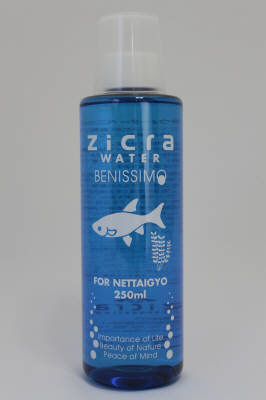 zicra
WATER
BENISSIMO
FOR NETTAIGYO
250ml
Importance of Life
Beauty of Nature
Peace of Mind